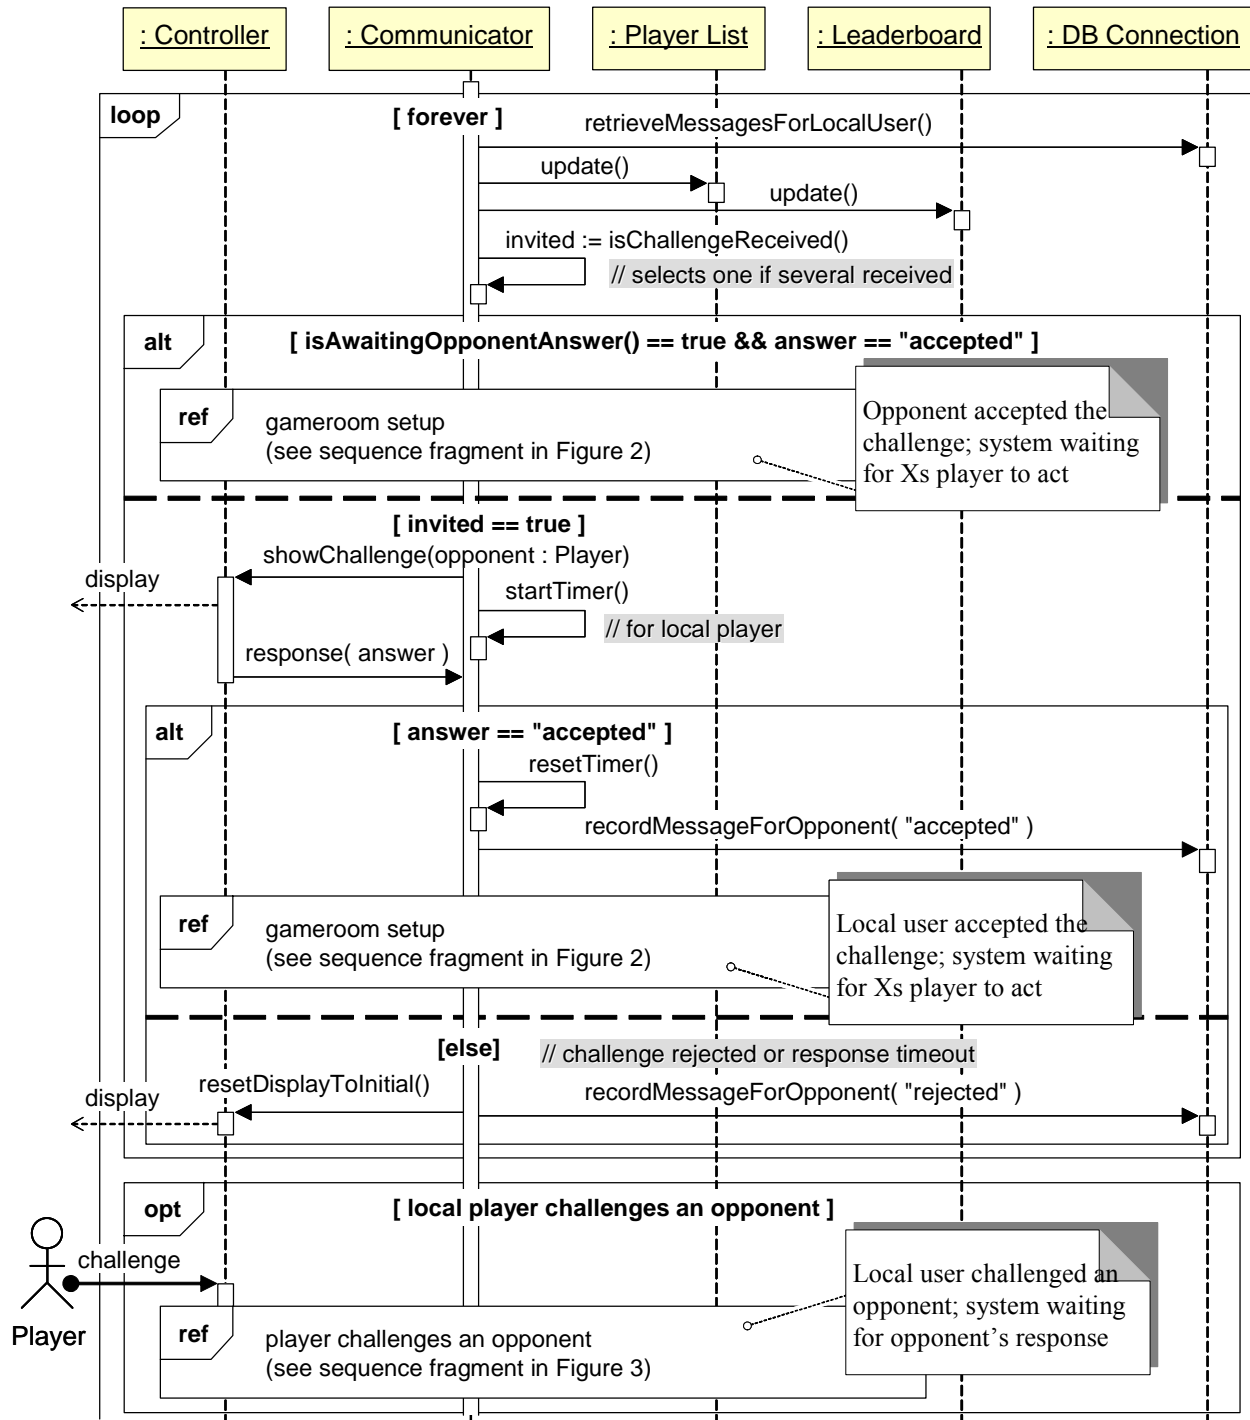 : Controller
: Communicator
: Player List
: Leaderboard
: DB Connection
loop
[ forever ]
retrieveMessagesForLocalUser()
update()
update()
invited := isChallengeReceived()
// selects one if several received
alt
[ isAwaitingOpponentAnswer() == true && answer == "accepted" ]
ref
gameroom setup
(see sequence fragment in Figure 2)
Opponent accepted the
challenge; system waiting
for Xs player to act
[ invited == true ]
showChallenge(opponent : Player)
display
startTimer()
// for local player
response( answer )
alt
[ answer == "accepted" ]
resetTimer()
recordMessageForOpponent( "accepted" )
ref
gameroom setup
(see sequence fragment in Figure 2)
Local user accepted the
challenge; system waiting
for Xs player to act
[else]
// challenge rejected or response timeout
resetDisplayToInitial()
recordMessageForOpponent( "rejected" )
display
opt
[ local player challenges an opponent ]
challenge
Player
ref
player challenges an opponent
(see sequence fragment in Figure 3)
Local user challenged an
opponent; system waiting
for opponent’s response